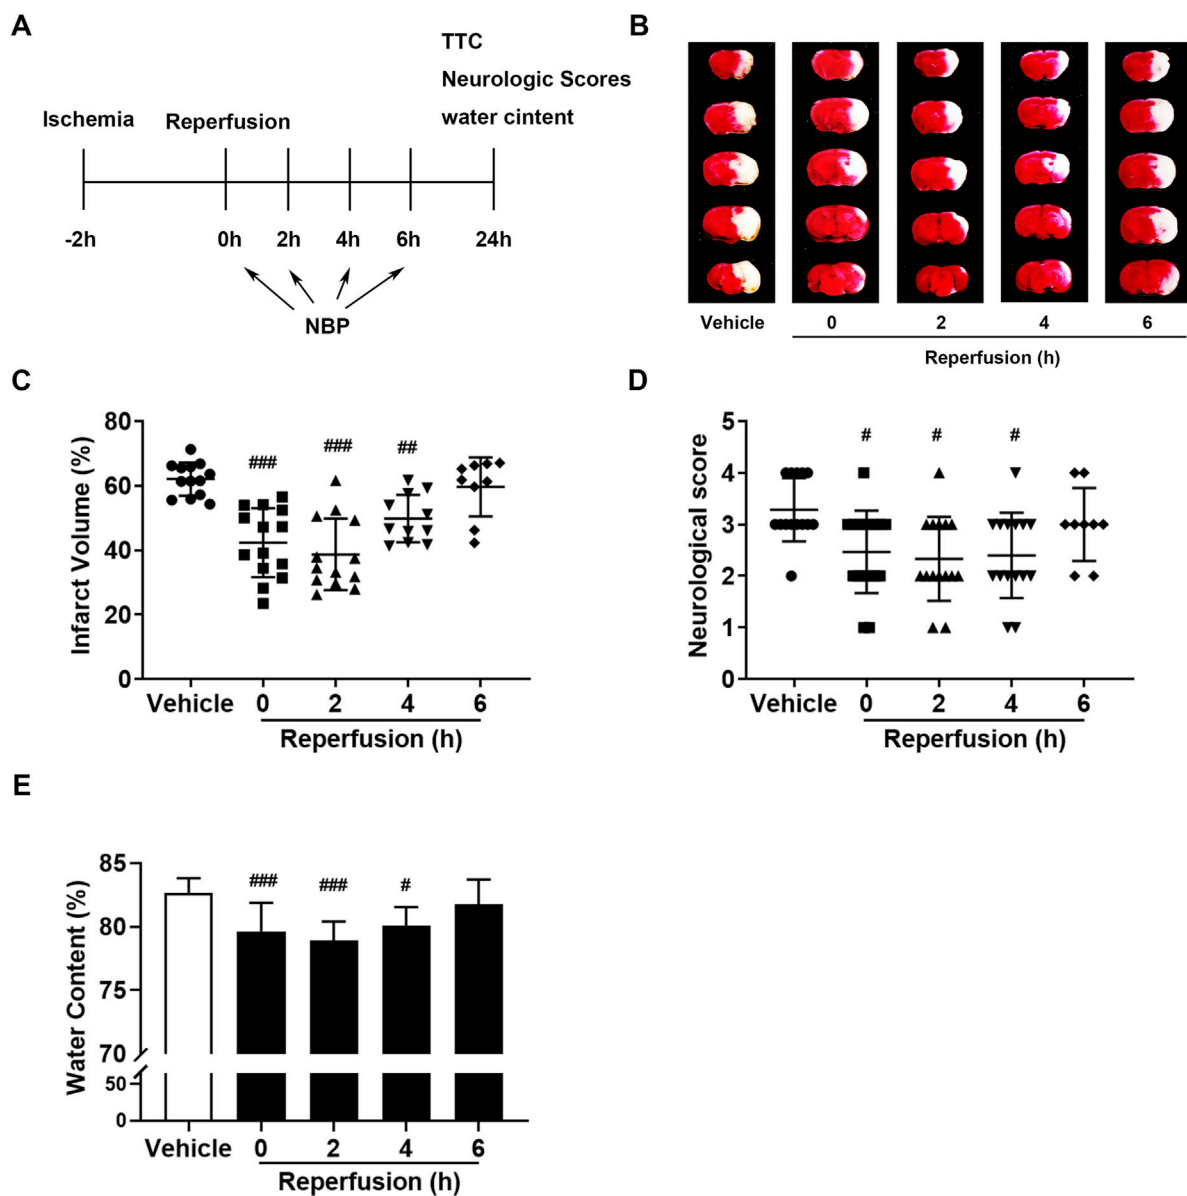 A
TTC
Neurologic Scores
water cintent
Ischemia
Reperfusion
-2h
0h
2h
4h
6h
24h
NBP
B
Vehicle
0
2
4
6
Reperfusion (h)
C
Infarct Volume (%)
80
60
40
20
0
###
###
##
Vehicle
0
2
4
6
Reperfusion (h)
D
Neurological score
5
4
3
2
1
0
#
#
#
Vehicle
0
2
4
6
Reperfusion (h)
E
Water Content (%)
85
80
75
70
50
0
###
###
#
Vehicle
0
2
4
6
Reperfusion (h)